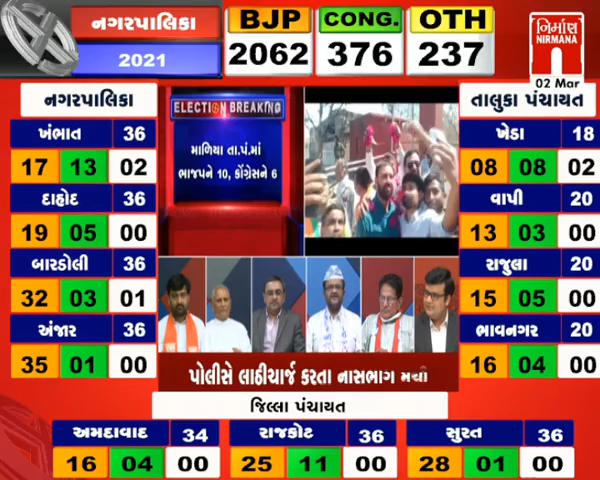 નગરપાલિકા
2021
BJP CONG. OTH
2062 376 237
નિર્માણ
NIRMANA
02 Mar
નગરપાલિકા
ખંભાત 36
17 13 02
દાહોદ 36
19 05 00
બારડોલી 36
32 03 01
અંજાર 36
35 01 00
ELECTION BREAKING
માળિયા તા.પં.માં
ભાજપને 10, કોંગ્રેસને 6
તાલુકા પંચાયત
ખેડા 18
08 08 02
વાપી 20
13 03 00
રાજુલા 20
15 05 00
ભાવનગર 20
16 04 00
પોલીસે લાઠીચાર્જ કરતા નાસભાગ મચી
જિલ્લા પંચાયત
અમદાવાદ 34 રાજકોટ 36 સુરત 36
16 04 00 25 11 00 28 01 00